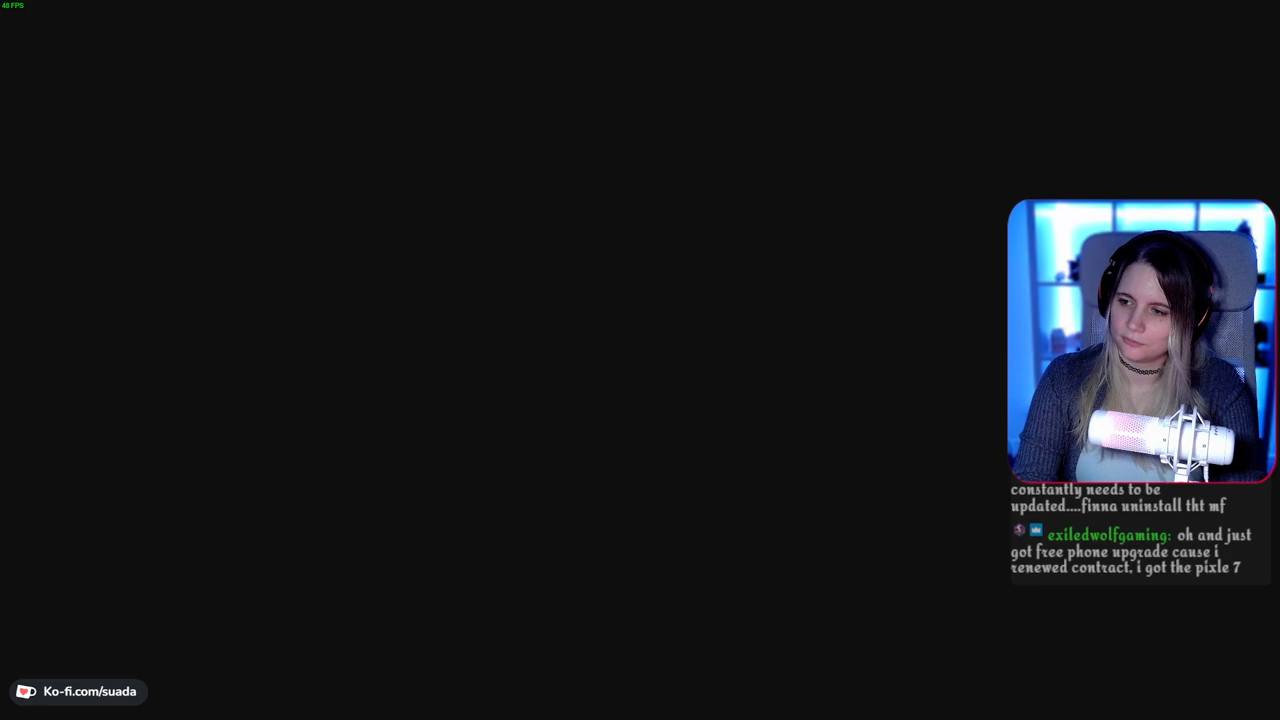 48 FPS
constantly needs to be
updated....finna uninstall tht mf
exiledwolfgaming: oh and just
got free phone upgrade cause i
renewed contract, i got the pixle 7
Ko-fi.com/suada